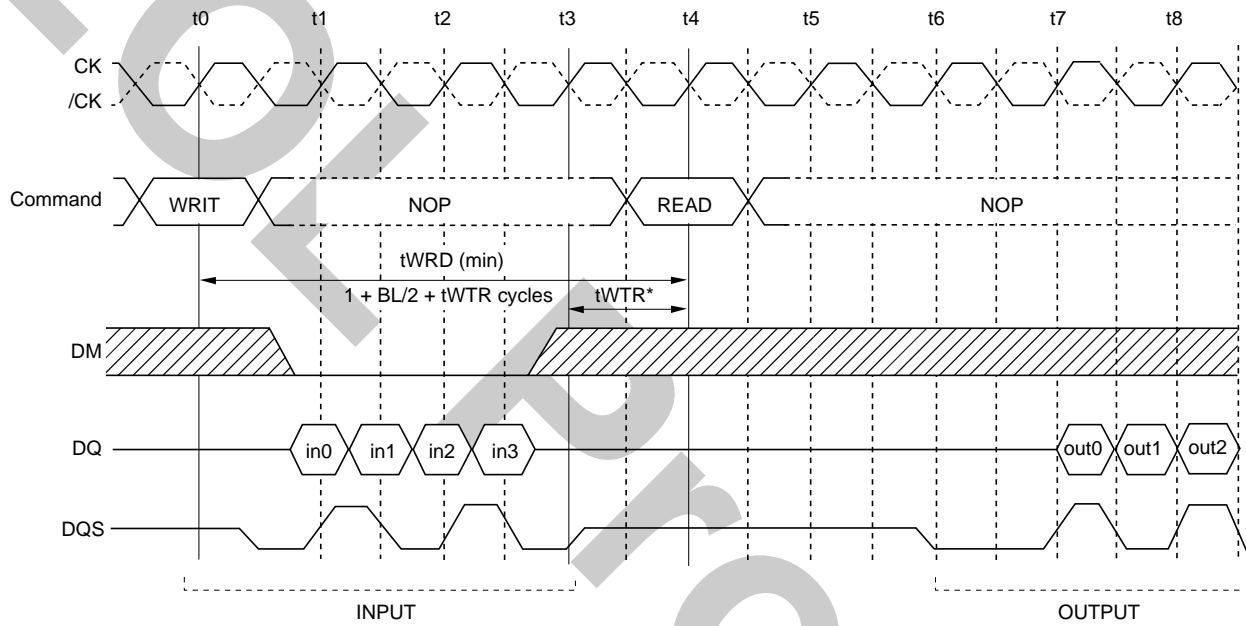 t0 t1 t2 t3 t4 t5 t6 t7 t8
CK
/CK
Command WRIT NOP READ NOP
tWRD (min)
1 + BL/2 + tWTR cycles tWTR*
DM
DQ in0 in1 in2 in3 out0 out1 out2
DQS
INPUT OUTPUT